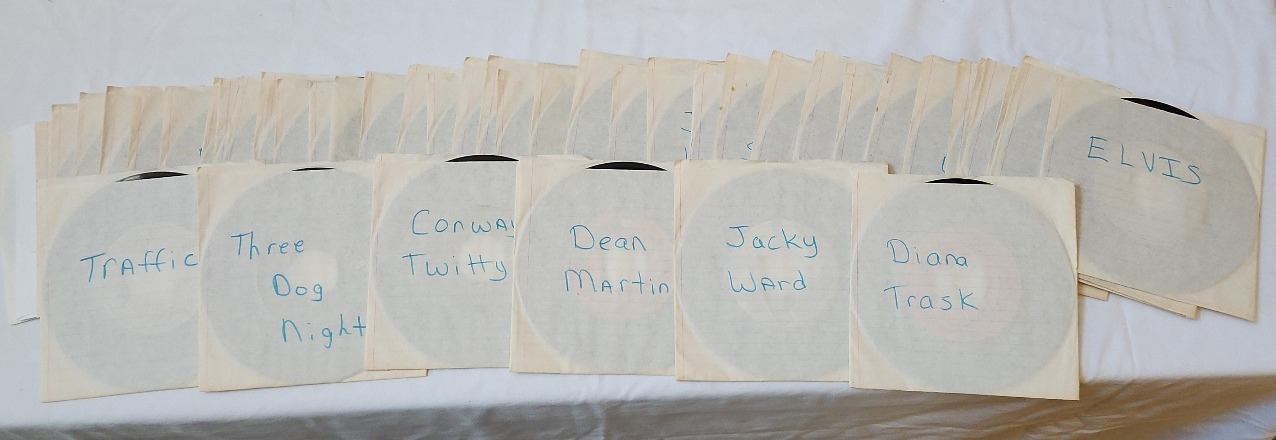 ELVIS
Traffic
Three
Dog
Night
Conway
Twitty
Dean
Martin
Jacky
Ward
Diana
Trask